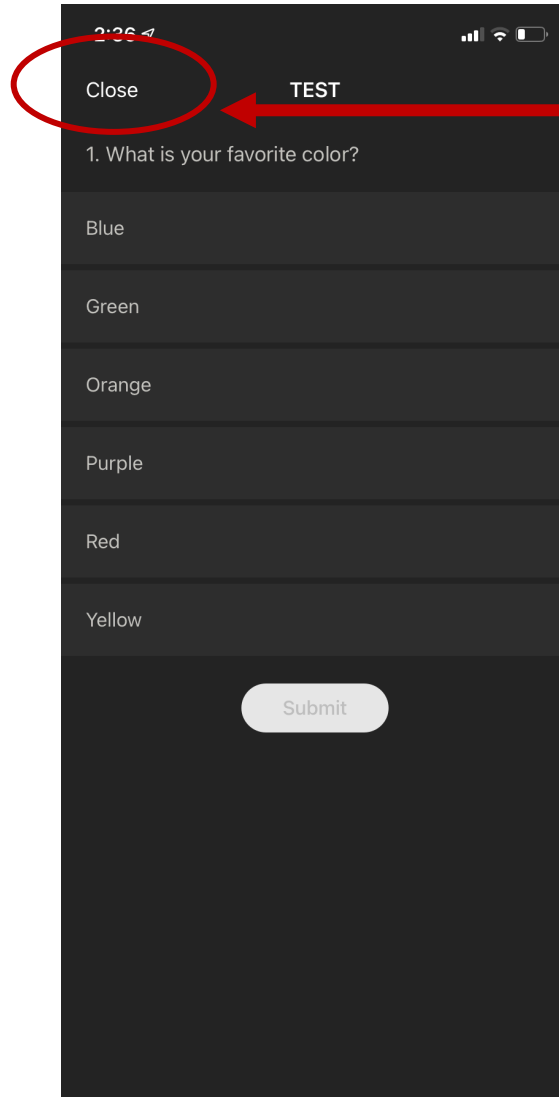 2:36
Close TEST
1. What is your favorite color?
Blue
Green
Orange
Purple
Red
Yellow
Submit